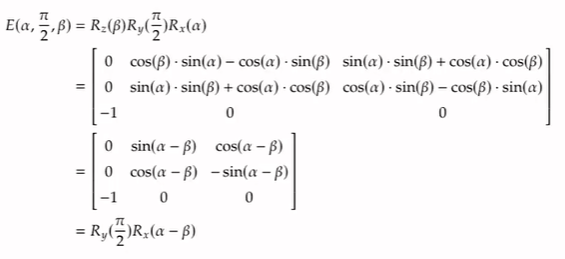 E(α, π/2, β) = R_z(β)R_y(π/2)R_x(α)
= [ 0 cos(β) · sin(α) − cos(α) · sin(β) sin(α) · sin(β) + cos(α) · cos(β)
0 sin(α) · sin(β) + cos(α) · cos(β) cos(α) · sin(β) − cos(β) · sin(α)
−1 0 0 ]
= [ 0 sin(α − β) cos(α − β)
0 cos(α − β) − sin(α − β)
−1 0 0 ]
= R_y(π/2)R_x(α − β)